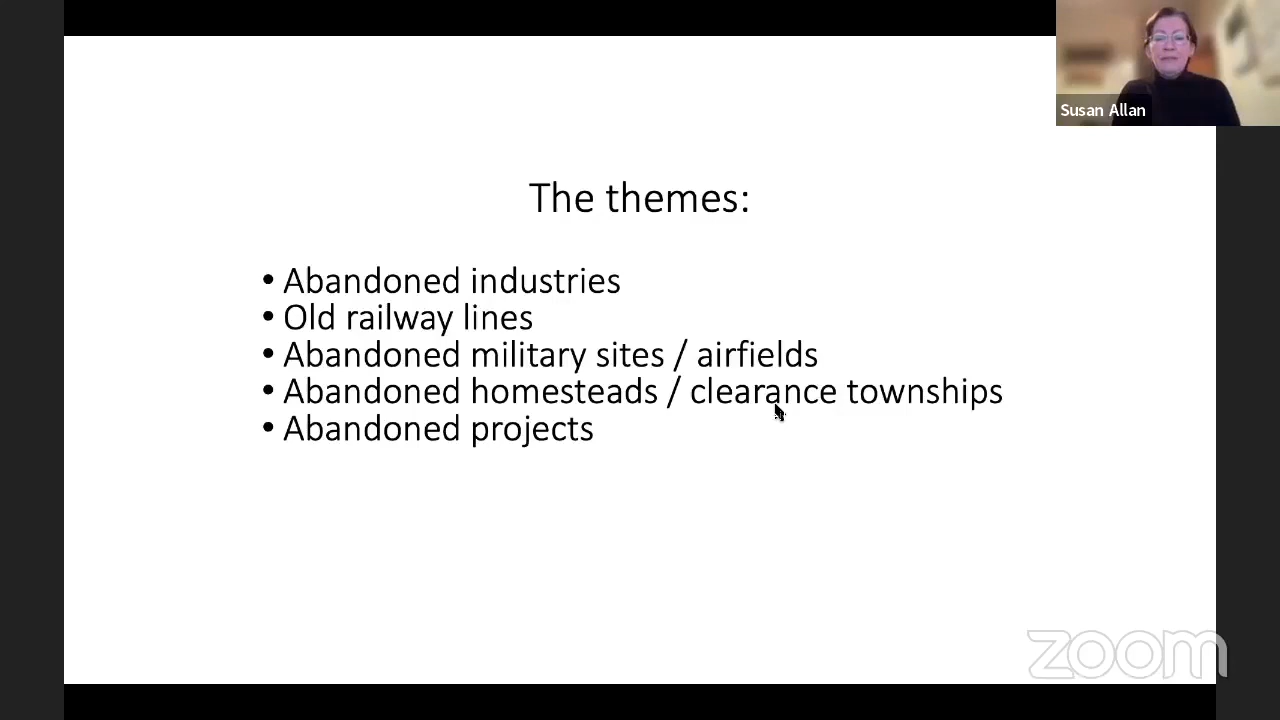 Susan Allan
The themes:
• Abandoned industries
• Old railway lines
• Abandoned military sites / airfields
• Abandoned homesteads / clearance townships
• Abandoned projects
zoom